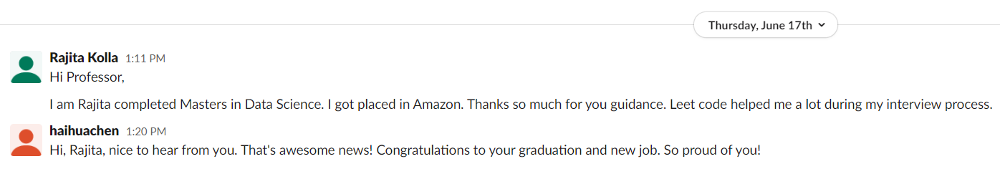 Thursday, June 17th
Rajita Kolla 1:11 PM
Hi Professor,
I am Rajita completed Masters in Data Science. I got placed in Amazon. Thanks so much for you guidance. Leet code helped me a lot during my interview process.
haihuachen 1:20 PM
Hi, Rajita, nice to hear from you. That's awesome news! Congratulations to your graduation and new job. So proud of you!